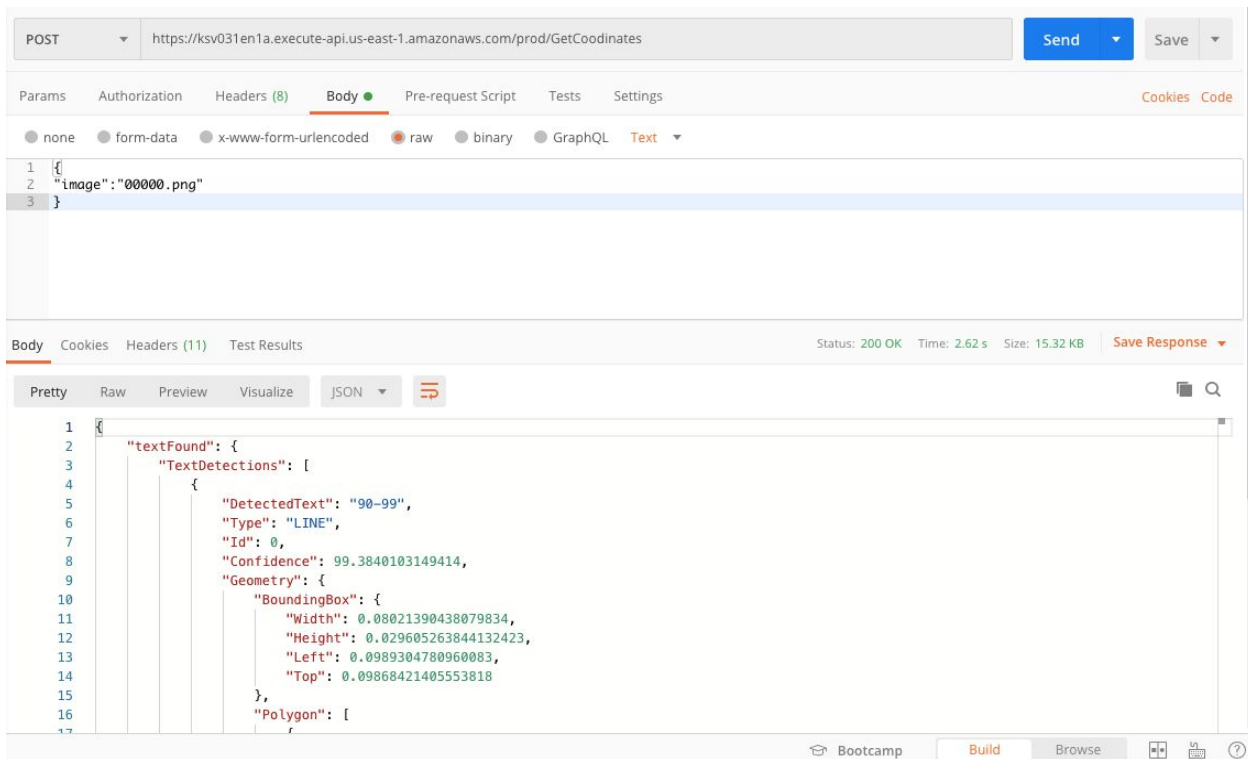 POST https://ksv031en1a.execute-api.us-east-1.amazonaws.com/prod/GetCoodinates Send Save
Params Authorization Headers (8) Body Pre-request Script Tests Settings Cookies Code
none form-data x-www-form-urlencoded raw binary GraphQL Text
1 {
2 "image":"00000.png"
3 }
Body Cookies Headers (11) Test Results Status: 200 OK Time: 2.62 s Size: 15.32 KB Save Response
Pretty Raw Preview Visualize JSON
1 {
2 "textFound": {
3 "TextDetections": [
4 {
5 "DetectedText": "90-99",
6 "Type": "LINE",
7 "Id": 0,
8 "Confidence": 99.3840103149414,
9 "Geometry": {
10 "BoundingBox": {
11 "Width": 0.08021390438079834,
12 "Height": 0.029605263844132423,
13 "Left": 0.0989304780960083,
14 "Top": 0.09868421405553818
15 },
16 "Polygon": [
17 {
Bootcamp Build Browse